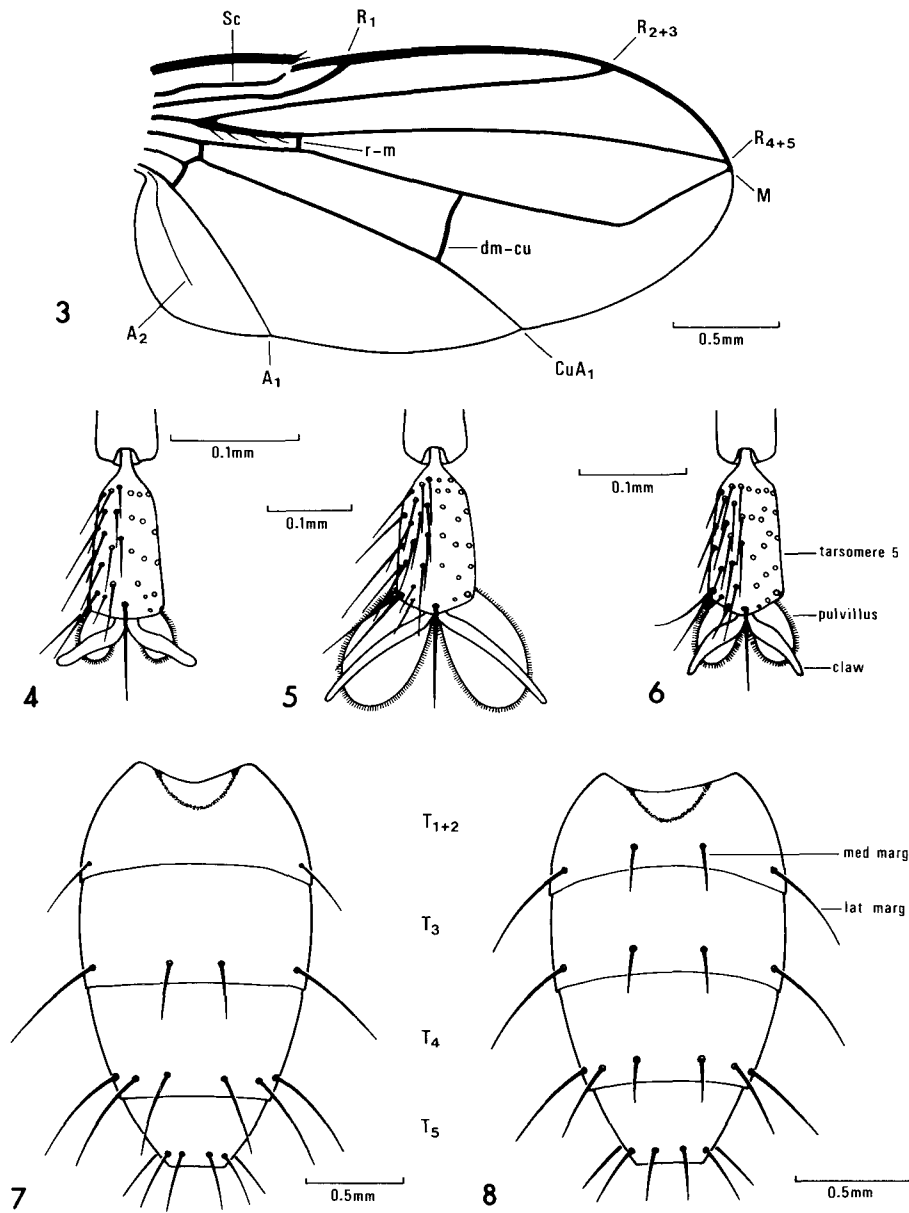 Sc
R1
R2+3
R4+5
M
r-m
dm-cu
3
A2
A1
CuA1
0.5mm
0.1mm
0.1mm
0.1mm
tarsomere 5
pulvillus
claw
4
5
6
T1+2
med marg
lat marg
T3
T4
T5
7
0.5mm
8
0.5mm